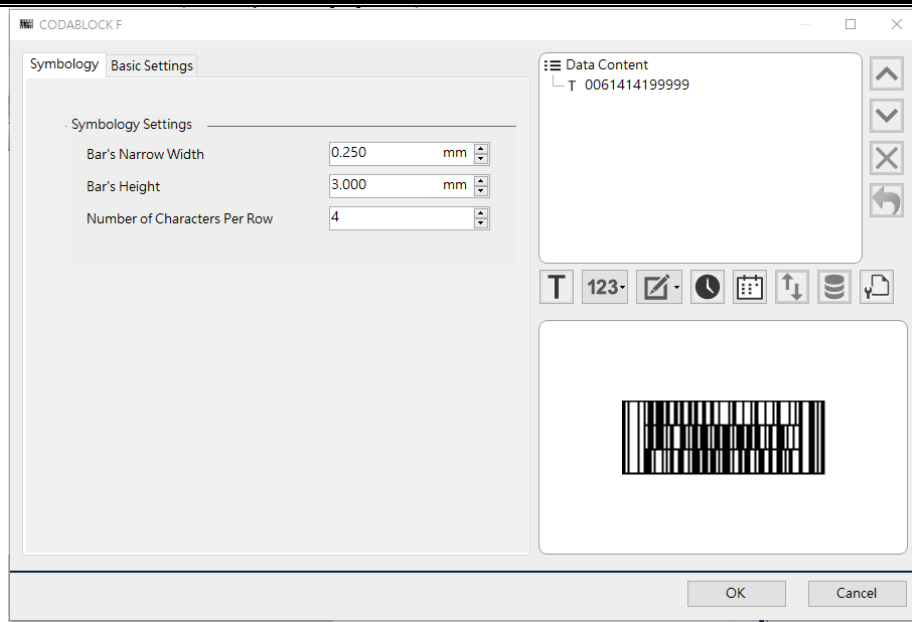 CODABLOCK F
Symbology Basic Settings
Symbology Settings
Bar's Narrow Width 0.250 mm
Bar's Height 3.000 mm
Number of Characters Per Row 4
Data Content
T 0061414199999
T 123
OK Cancel